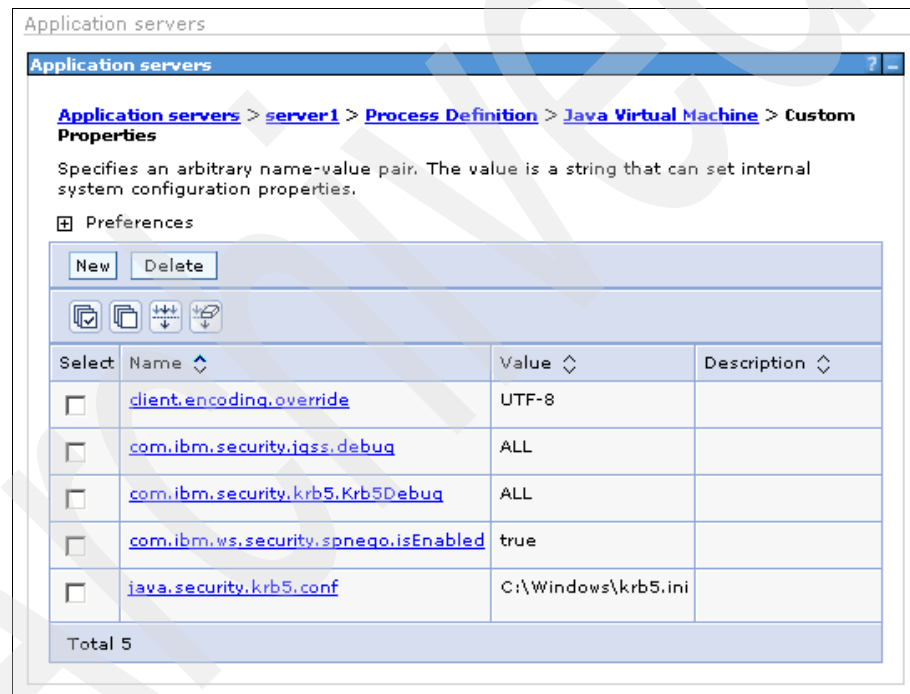 Application servers
Application servers ? -
Application servers > server1 > Process Definition > Java Virtual Machine > Custom
Properties
Specifies an arbitrary name-value pair. The value is a string that can set internal
system configuration properties.
+ Preferences
New Delete
Select Name Value Description
client.encoding.override UTF-8
com.ibm.security.jgss.debug ALL
com.ibm.security.krb5.Krb5Debug ALL
com.ibm.ws.security.spnego.isEnabled true
java.security.krb5.conf C:\Windows\krb5.ini
Total 5